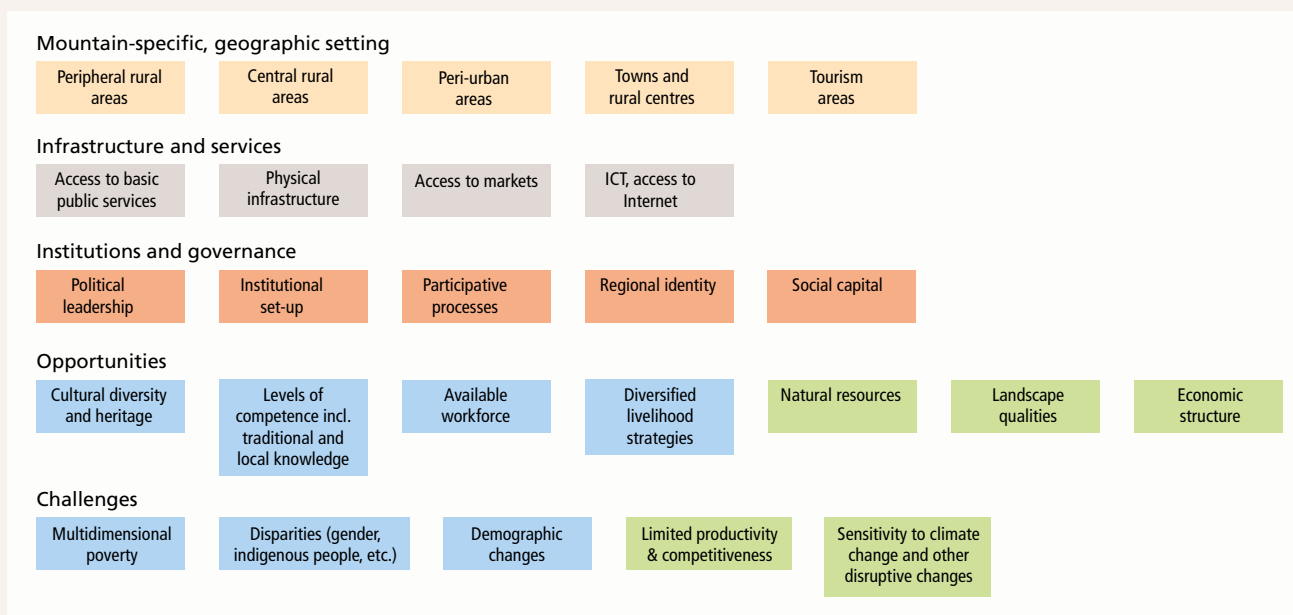 Mountain-specific, geographic setting
Peripheral rural
areas
Central rural
areas
Peri-urban
areas
Towns and
rural centres
Tourism
areas
Infrastructure and services
Access to basic
public services
Physical
infrastructure
Access to markets
ICT, access to
Internet
Institutions and governance
Political
leadership
Institutional
set-up
Participative
processes
Regional identity
Social capital
Opportunities
Cultural diversity
and heritage
Levels of
competence incl.
traditional and
local knowledge
Available
workforce
Diversified
livelihood
strategies
Natural resources
Landscape
qualities
Economic
structure
Challenges
Multidimensional
poverty
Disparities (gender,
indigenous people, etc.)
Demographic
changes
Limited productivity
& competitiveness
Sensitivity to climate
change and other
disruptive changes